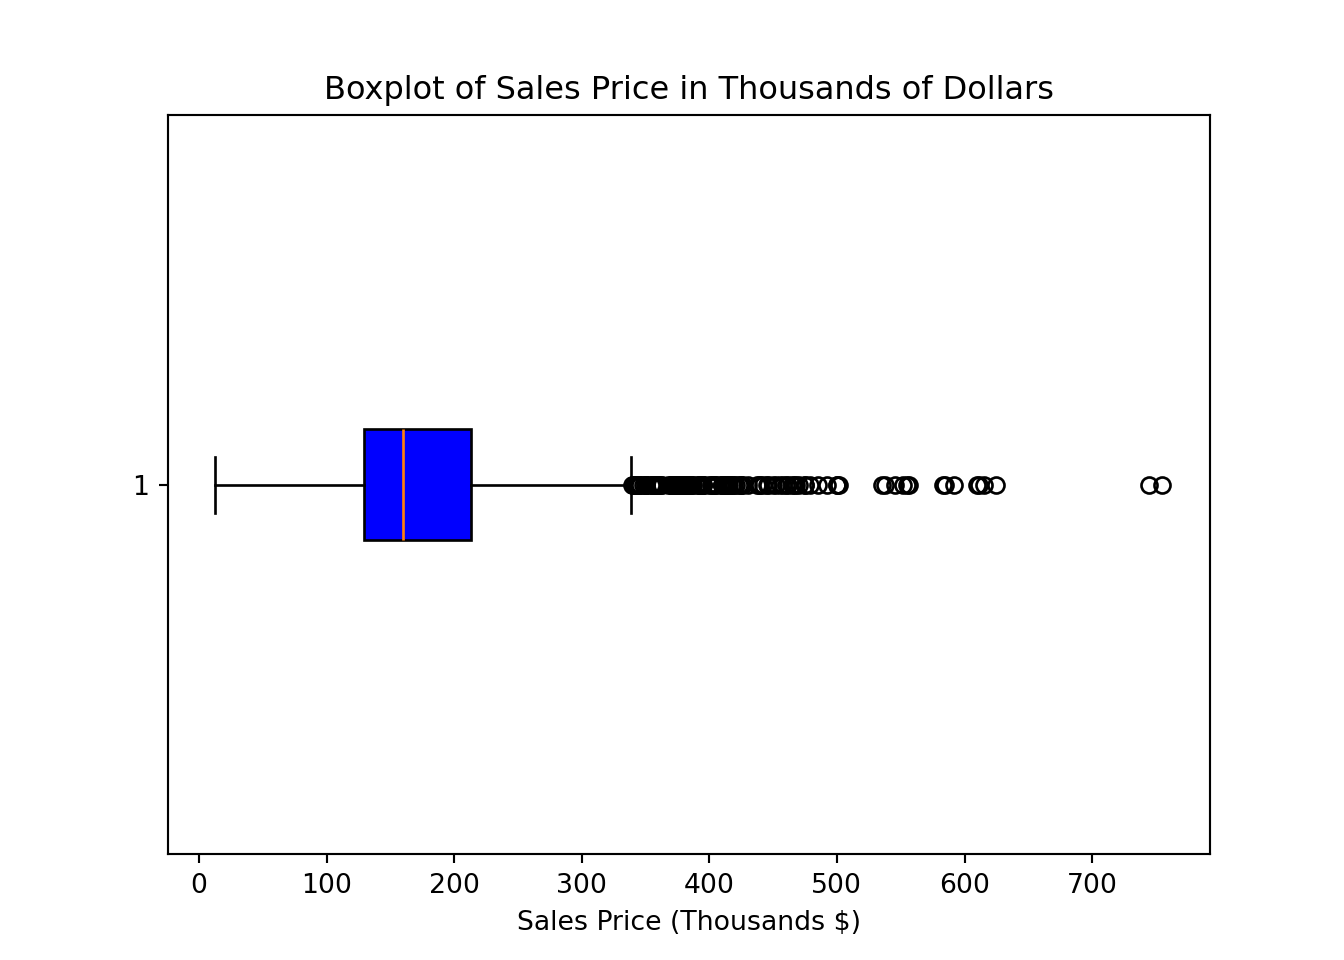 Boxplot of Sales Price in Thousands of Dollars
1
0 100 200 300 400 500 600 700
Sales Price (Thousands $)